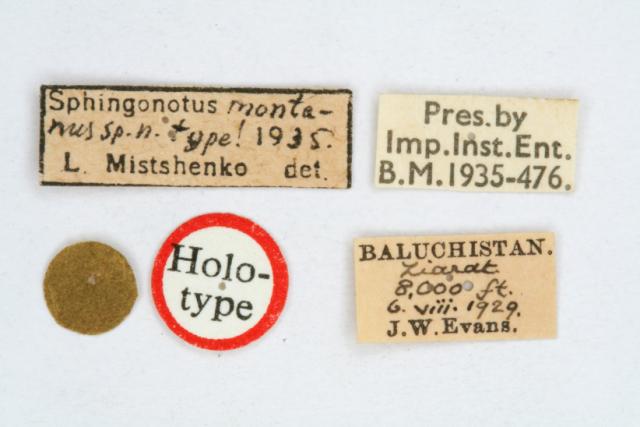 Sphingonotus monta-
nus sp.n. type! 1935.
L. Mistshenko det.
Pres.by
Imp.Inst.Ent.
B.M.1935-476.
Holo-
type
BALUCHISTAN.
Ziarat
8,000 ft.
6. viii. 1929.
J.W.Evans.